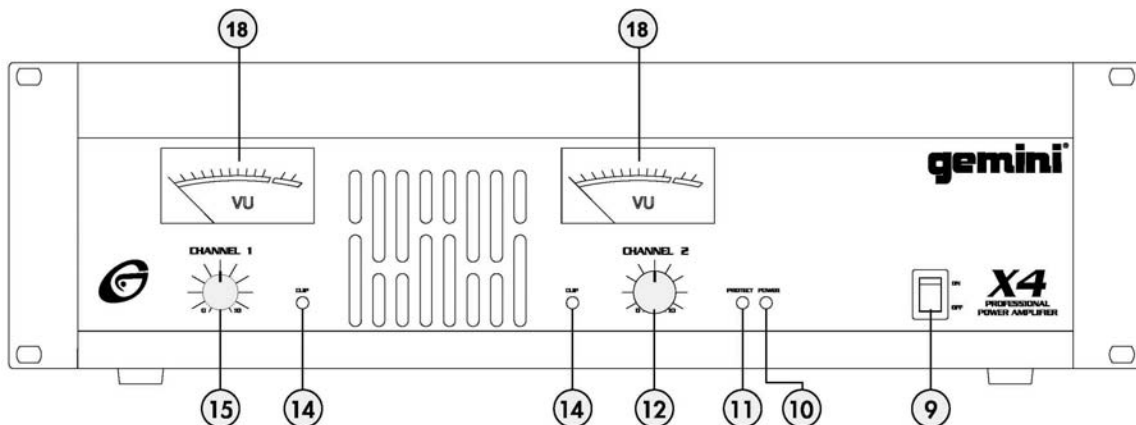 18 18
gemini®
VU VU
CHANNEL 1 CHANNEL 2
CLIP CLIP PROTECT POWER ON X4
0 10 0 10 OFF PROFESSIONAL
POWER AMPLIFIER
15 14 14 12 11 10 9